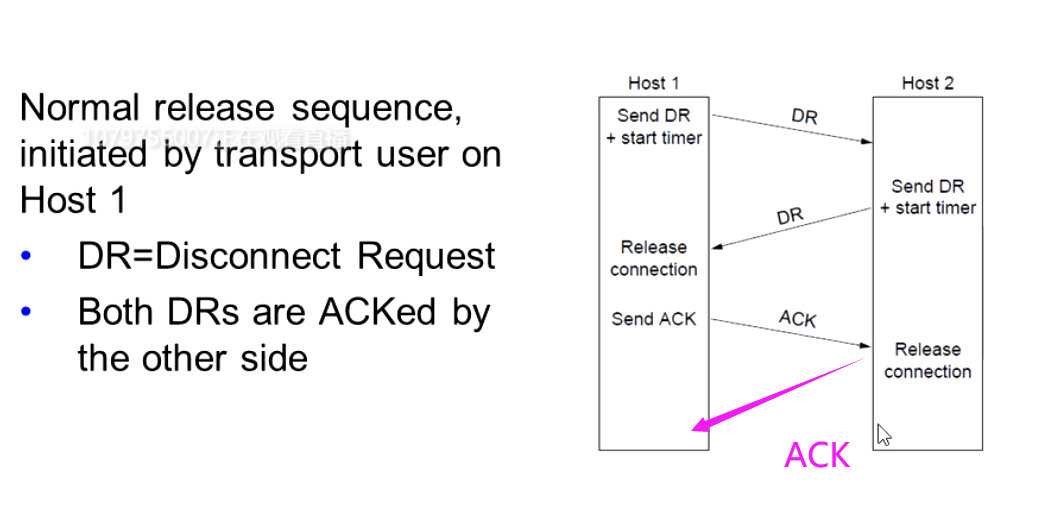 Normal release sequence,
initiated by transport user on
Host 1
• DR=Disconnect Request
• Both DRs are ACKed by
the other side
Host 1
Host 2
Send DR
+ start timer
DR
Send DR
+ start timer
DR
Release
connection
Send ACK
ACK
Release
connection
ACK